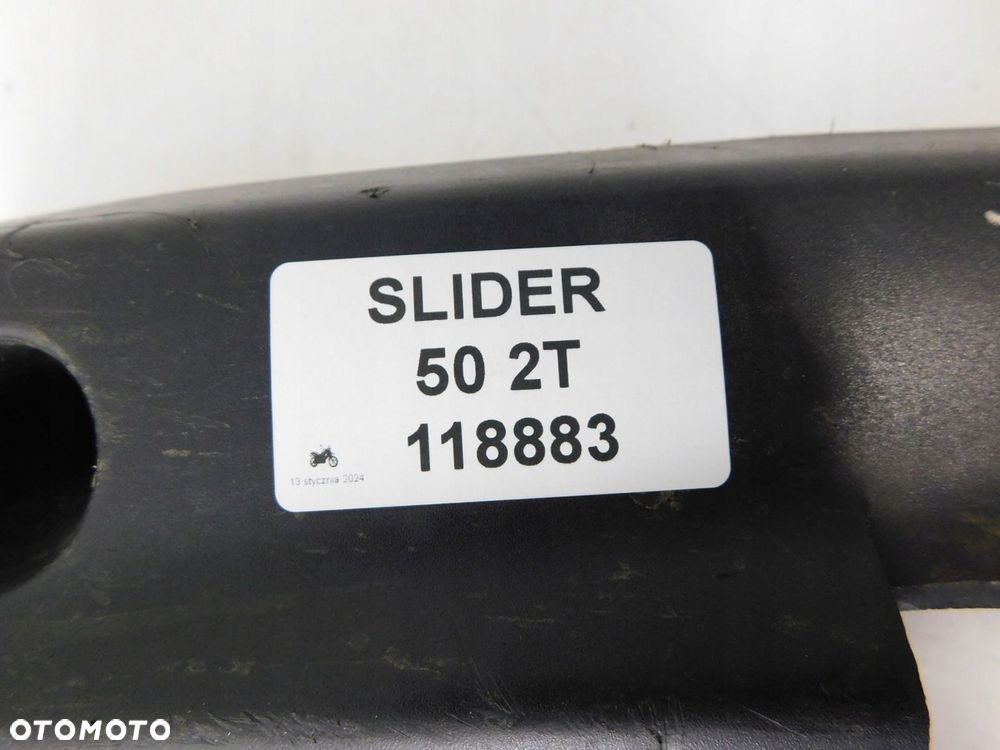 SLIDER
50 2T
118883
13 stycznia 2024
OTOMOTO